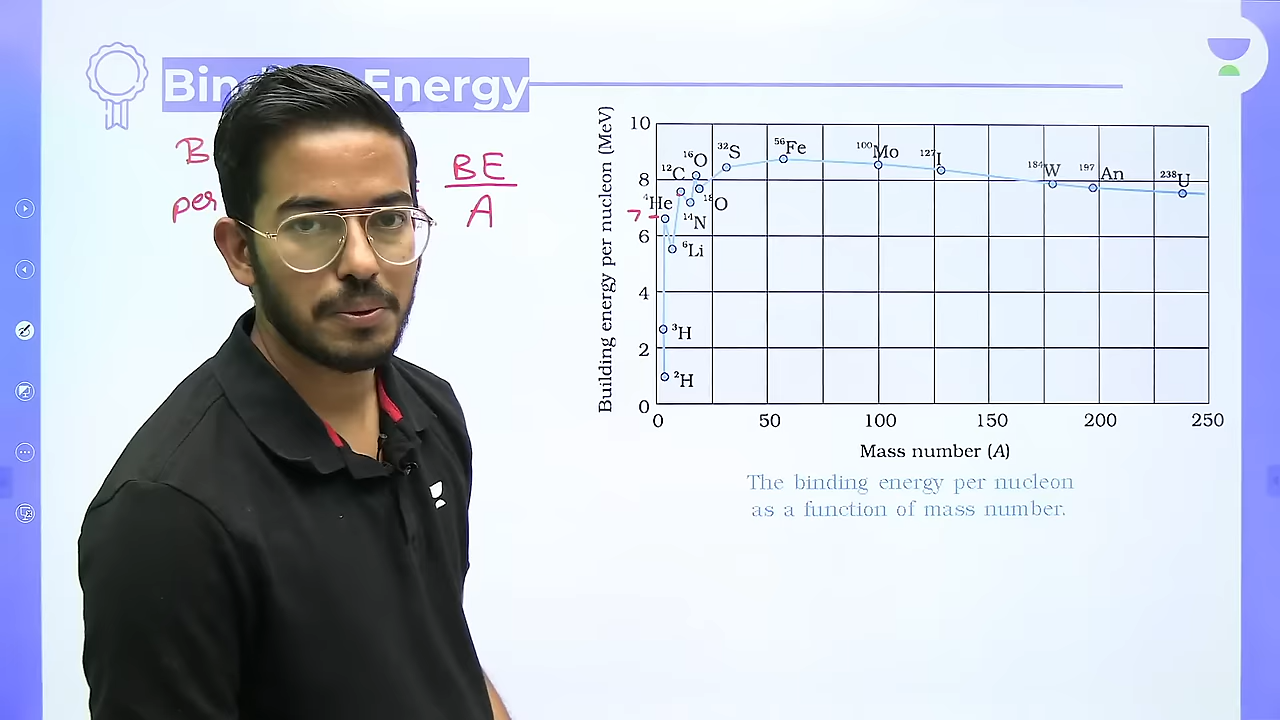 Energy
B
per
BE
A
Building energy per nucleon (MeV)
10
8
6
4
2
0
7
¹²C
¹⁶O
³²S
⁵⁶Fe
¹⁰⁰Mo
¹²⁷I
¹⁸⁴W
¹⁹⁷An
²³⁸U
⁴He
¹⁸O
¹⁴N
⁶Li
³H
²H
0 50 100 150 200 250
Mass number (A)
The binding energy per nucleon
as a function of mass number.